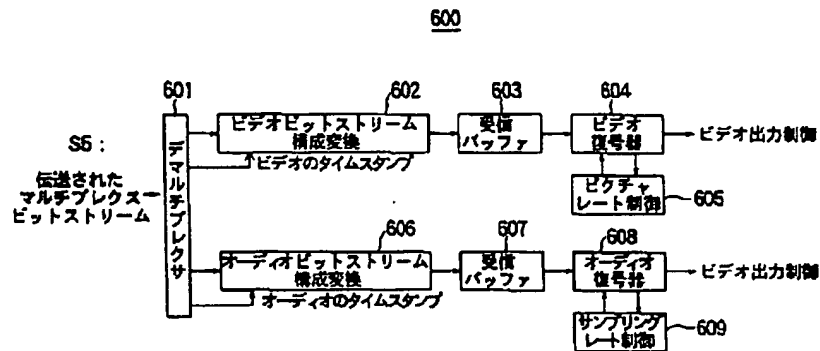 600
601
602
603
604
S5:
伝送された
マルチプレクス
ビットストリーム
デマルチプレクサ
ビデオビットストリーム
構成変換
ビデオのタイムスタンプ
受信
バッファ
ビデオ
復号器
ビデオ出力制御
ピクチャ
レート制御
605
606
607
608
オーディオビットストリーム
構成変換
オーディオのタイムスタンプ
受信
バッファ
オーディオ
復号器
ビデオ出力制御
サンプリング
レート制御
609